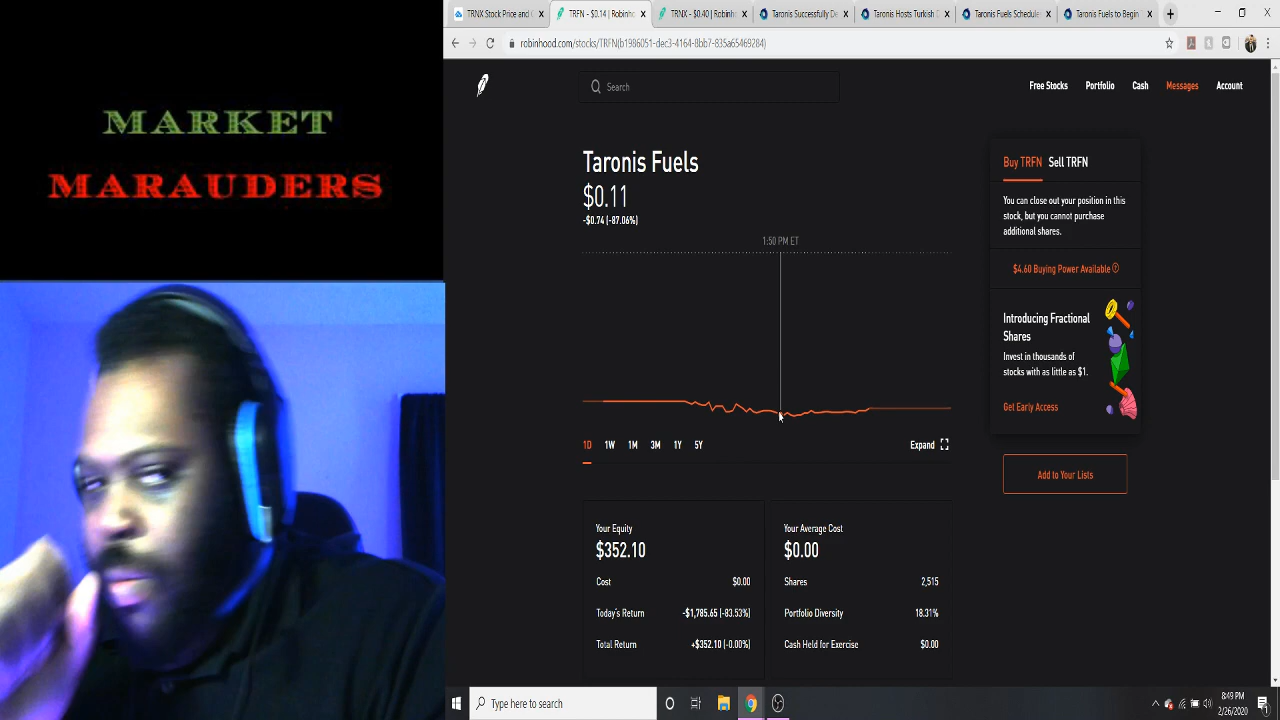 MARKET
MARAUDERS
TRNX Stock Price and
TRFN - $0.14 | Robinho
TRNX - $0.40 | Robinho
Taronis Successfully De
Taronis Hosts Turkish D
Taronis Fuels Schedule
Taronis Fuels to Begin
robinhood.com/stocks/TRFN(b1986051-dec3-4164-8bb7-835a65469284)
Search
Free Stocks
Portfolio
Cash
Messages
Account
Taronis Fuels
$0.11
-$0.74 (-87.06%)
1:50 PM ET
1D
1W
1M
3M
1Y
5Y
Expand
Buy TRFN
Sell TRFN
You can close out your position in this
stock, but you cannot purchase
additional shares.
$4.60 Buying Power Available
Introducing Fractional
Shares
Invest in thousands of
stocks with as little as $1.
Get Early Access
Add to Your Lists
Your Equity
$352.10
Cost
$0.00
Today's Return
-$1,785.65 (-83.53%)
Total Return
+$352.10 (-0.00%)
Your Average Cost
$0.00
Shares
2,515
Portfolio Diversity
18.31%
Cash Held for Exercise
$0.00
Type here to search
8:49 PM
2/26/2020